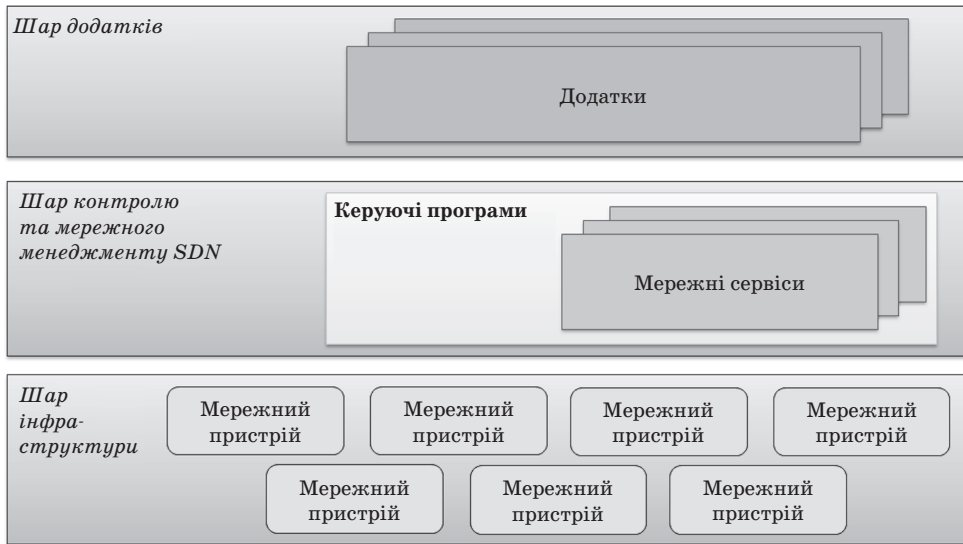 Шар додатків
Додатки
Шар контролю
та мережного
менеджменту SDN
Керуючі програми
Мережні сервіси
Шар
інфра-
структури
Мережний
пристрій
Мережний
пристрій
Мережний
пристрій
Мережний
пристрій
Мережний
пристрій
Мережний
пристрій
Мережний
пристрій